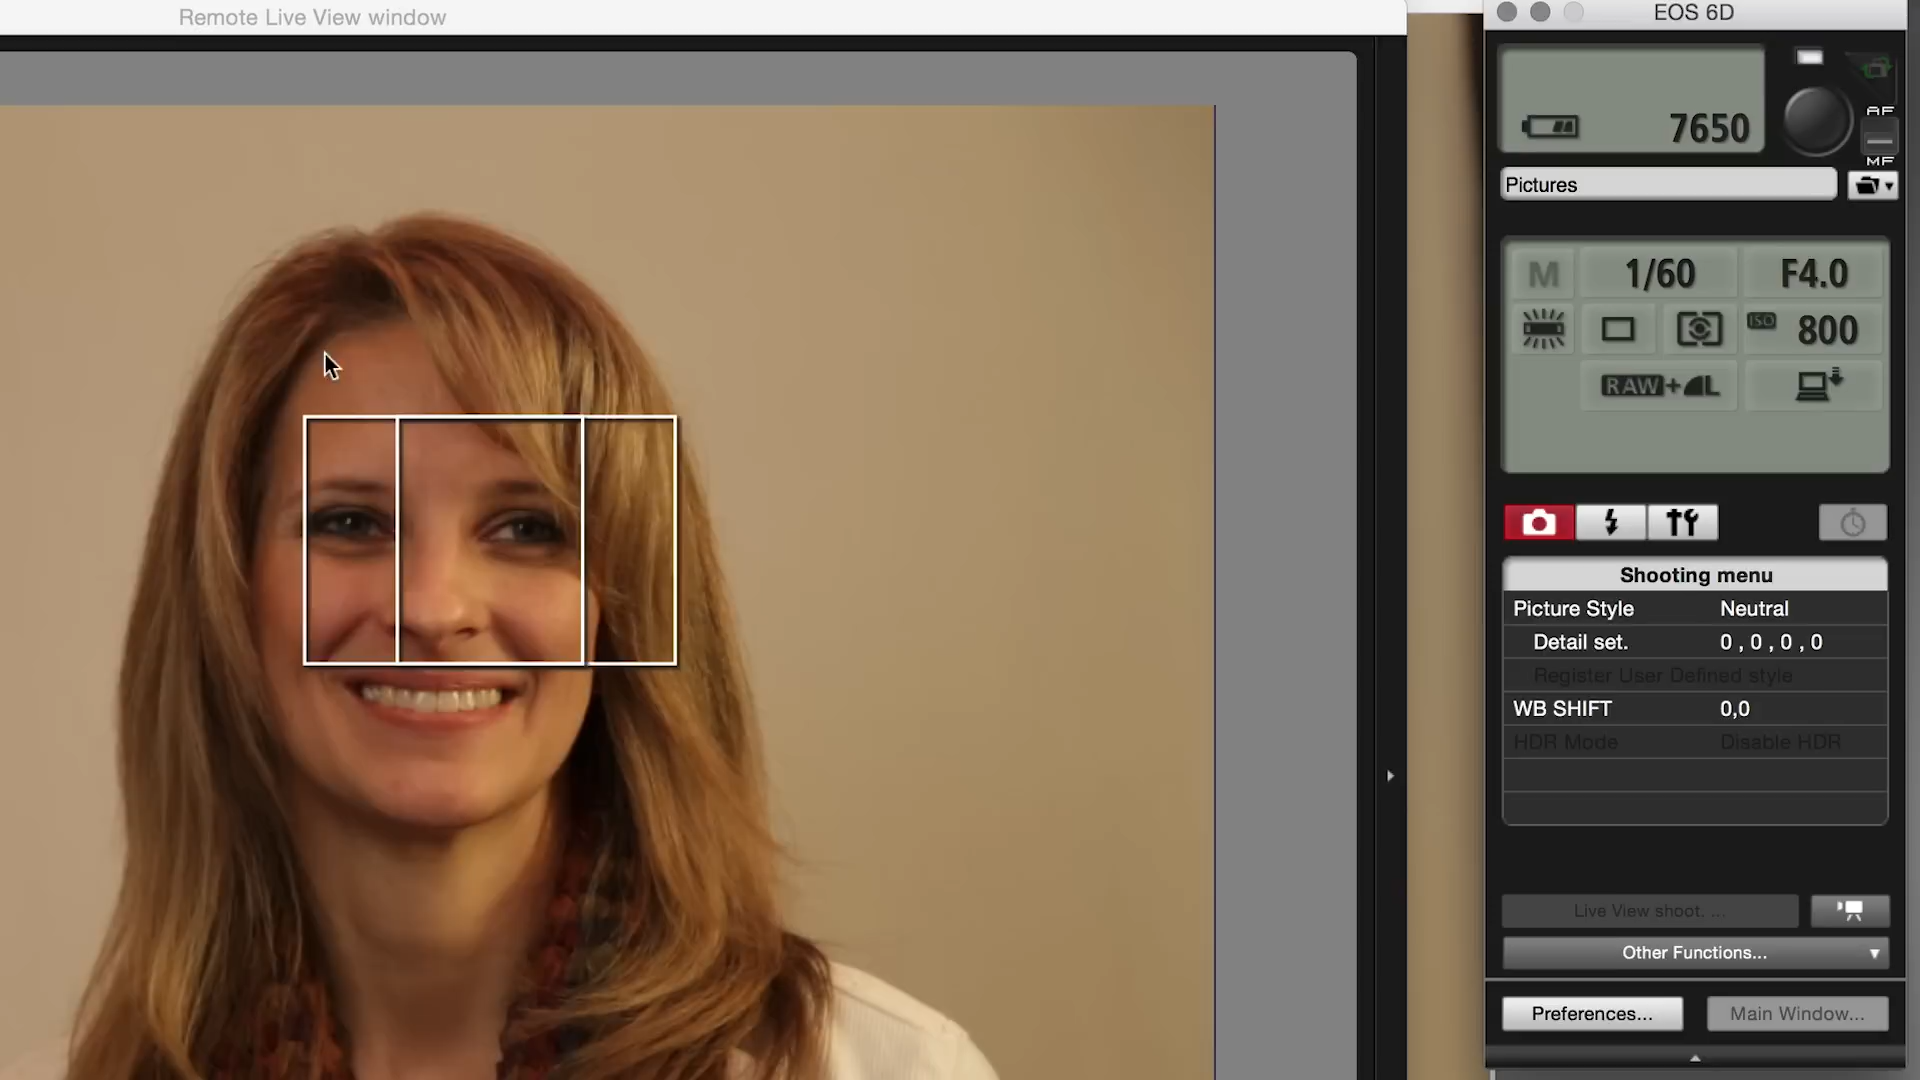 Remote Live View window
EOS 6D
7650
AF
MF
Pictures
M 1/60 F4.0
ISO 800
RAW+L
Shooting menu
Picture Style Neutral
Detail set. 0 , 0 , 0 , 0
Register User Defined style
WB SHIFT 0,0
HDR Mode Disable HDR
Live View shoot. ...
Other Functions...
Preferences... Main Window...